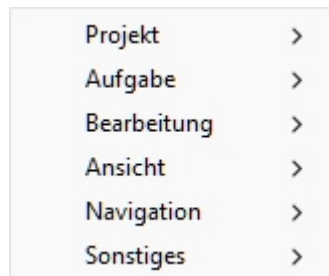 Projekt
Aufgabe
Bearbeitung
Ansicht
Navigation
Sonstiges